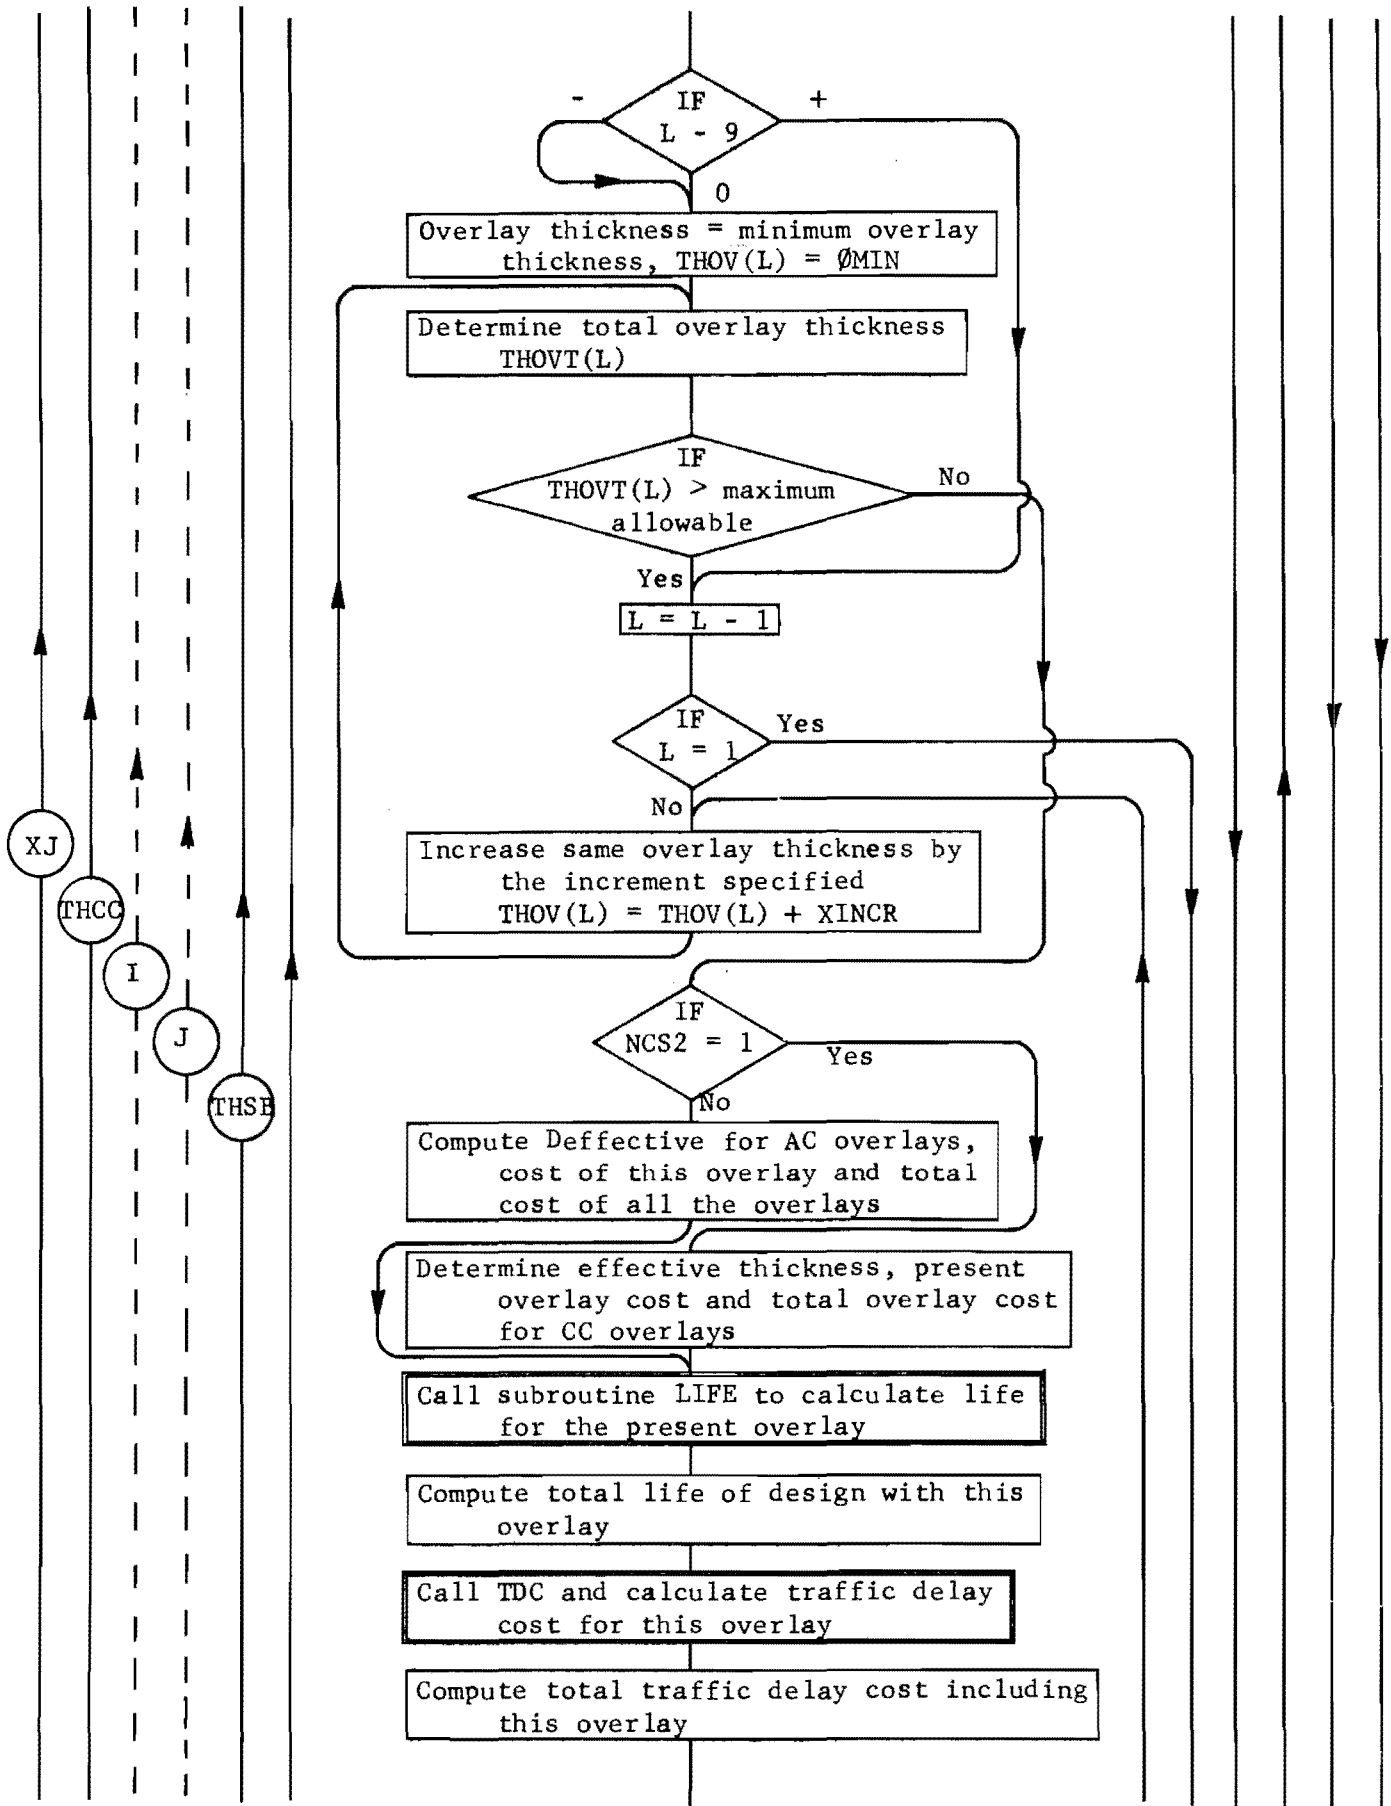 IF
L - 9
-
+
0
Overlay thickness = minimum overlay
thickness, THOV(L) = ØMIN
Determine total overlay thickness
THOVT(L)
IF
THOVT(L) > maximum
allowable
No
Yes
L = L - 1
IF
L = 1
Yes
No
Increase same overlay thickness by
the increment specified
THOV(L) = THOV(L) + XINCR
XJ
THCC
I
J
THSB
IF
NCS2 = 1
Yes
No
Compute Deffective for AC overlays,
cost of this overlay and total
cost of all the overlays
Determine effective thickness, present
overlay cost and total overlay cost
for CC overlays
Call subroutine LIFE to calculate life
for the present overlay
Compute total life of design with this
overlay
Call TDC and calculate traffic delay
cost for this overlay
Compute total traffic delay cost including
this overlay